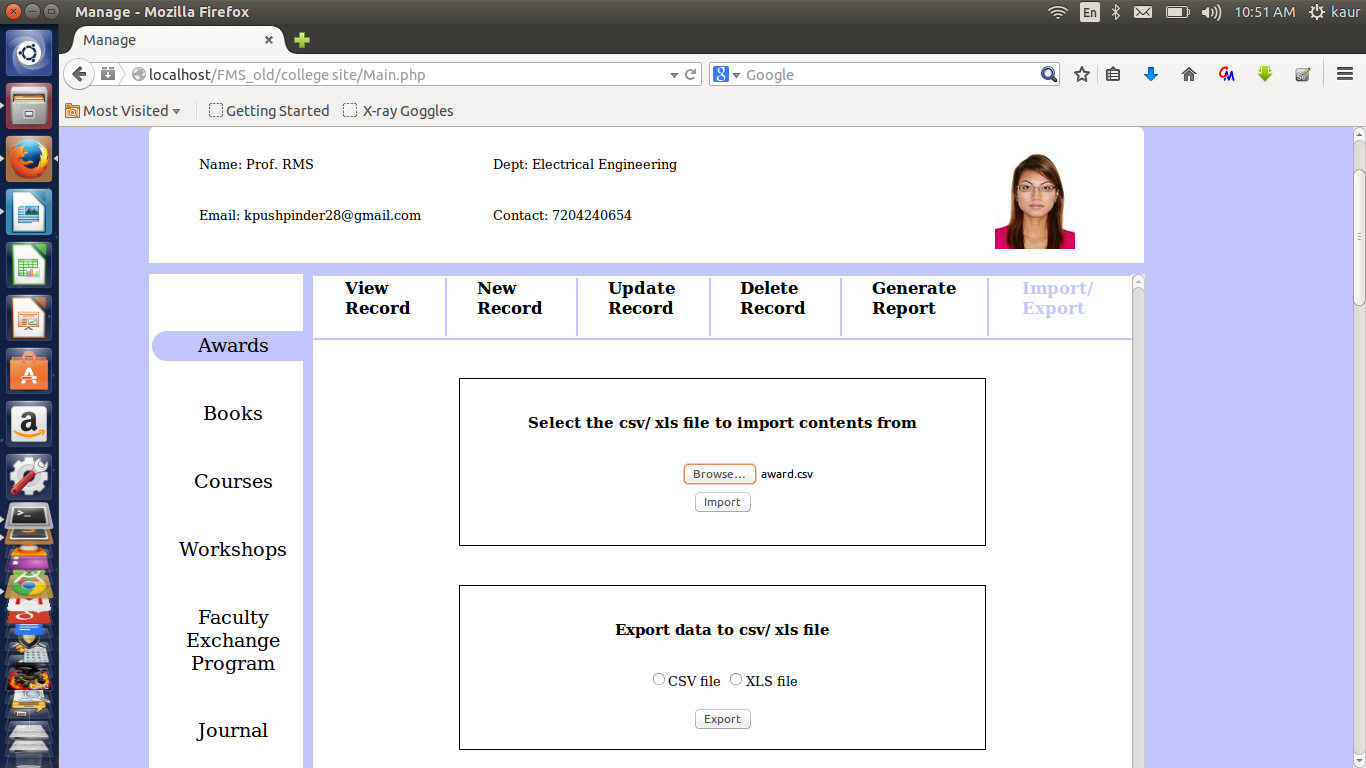 Manage - Mozilla Firefox
En
10:51 AM
kaur
Manage
localhost/FMS_old/college site/Main.php
Google
Most Visited
Getting Started
X-ray Goggles
Name: Prof. RMS
Dept: Electrical Engineering
Email: kpushpinder28@gmail.com
Contact: 7204240654
View
Record
New
Record
Update
Record
Delete
Record
Generate
Report
Import/
Export
Awards
Books
Courses
Workshops
Faculty
Exchange
Program
Journal
Select the csv/ xls file to import contents from
Browse...
award.csv
Import
Export data to csv/ xls file
CSV file
XLS file
Export